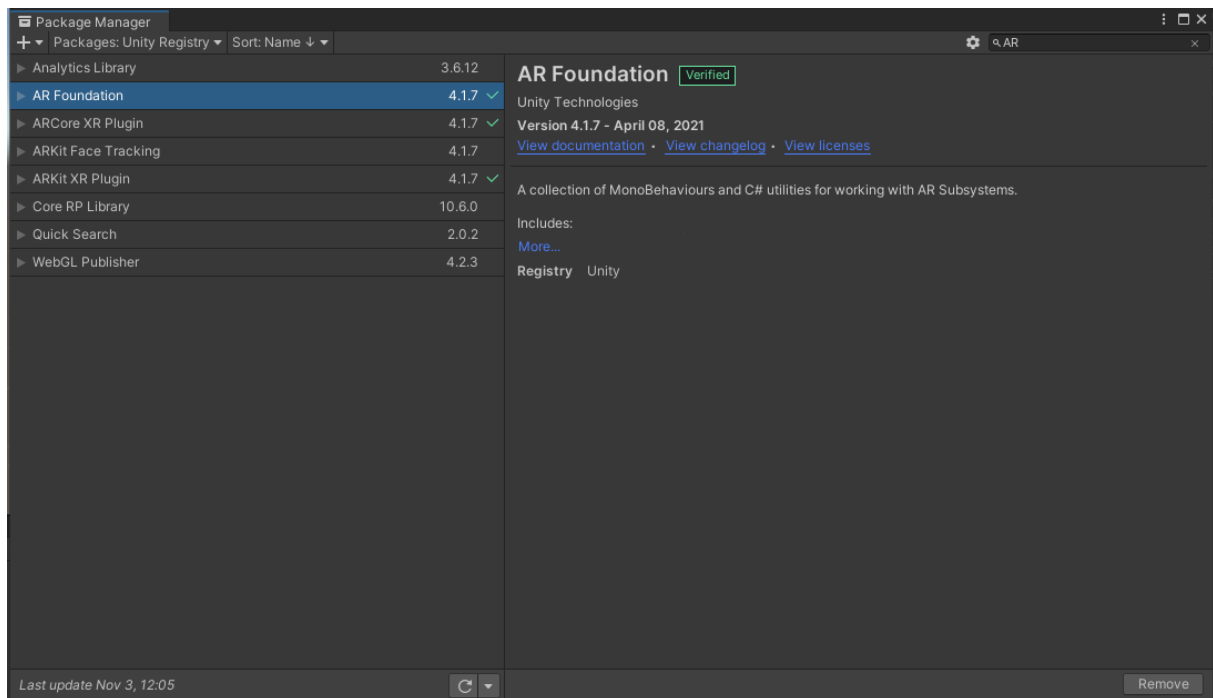 Package Manager
Packages: Unity Registry Sort: Name ↓ AR
Analytics Library 3.6.12
AR Foundation 4.1.7
ARCore XR Plugin 4.1.7
ARKit Face Tracking 4.1.7
ARKit XR Plugin 4.1.7
Core RP Library 10.6.0
Quick Search 2.0.2
WebGL Publisher 4.2.3
AR Foundation Verified
Unity Technologies
Version 4.1.7 - April 08, 2021
View documentation • View changelog • View licenses
A collection of MonoBehaviours and C# utilities for working with AR Subsystems.
Includes:
More...
Registry Unity
Last update Nov 3, 12:05
Remove